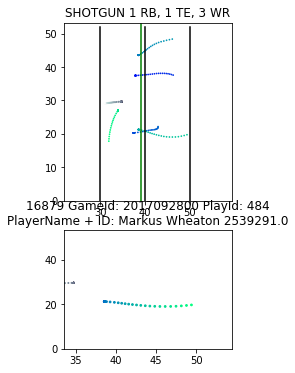 SHOTGUN 1 RB, 1 TE, 3 WR
50
40
30
20
10
0
30 40 50
16879 GameId: 2017092800 PlayId: 484
PlayerName + ID: Markus Wheaton 2539291.0
40
20
0
35 40 45 50